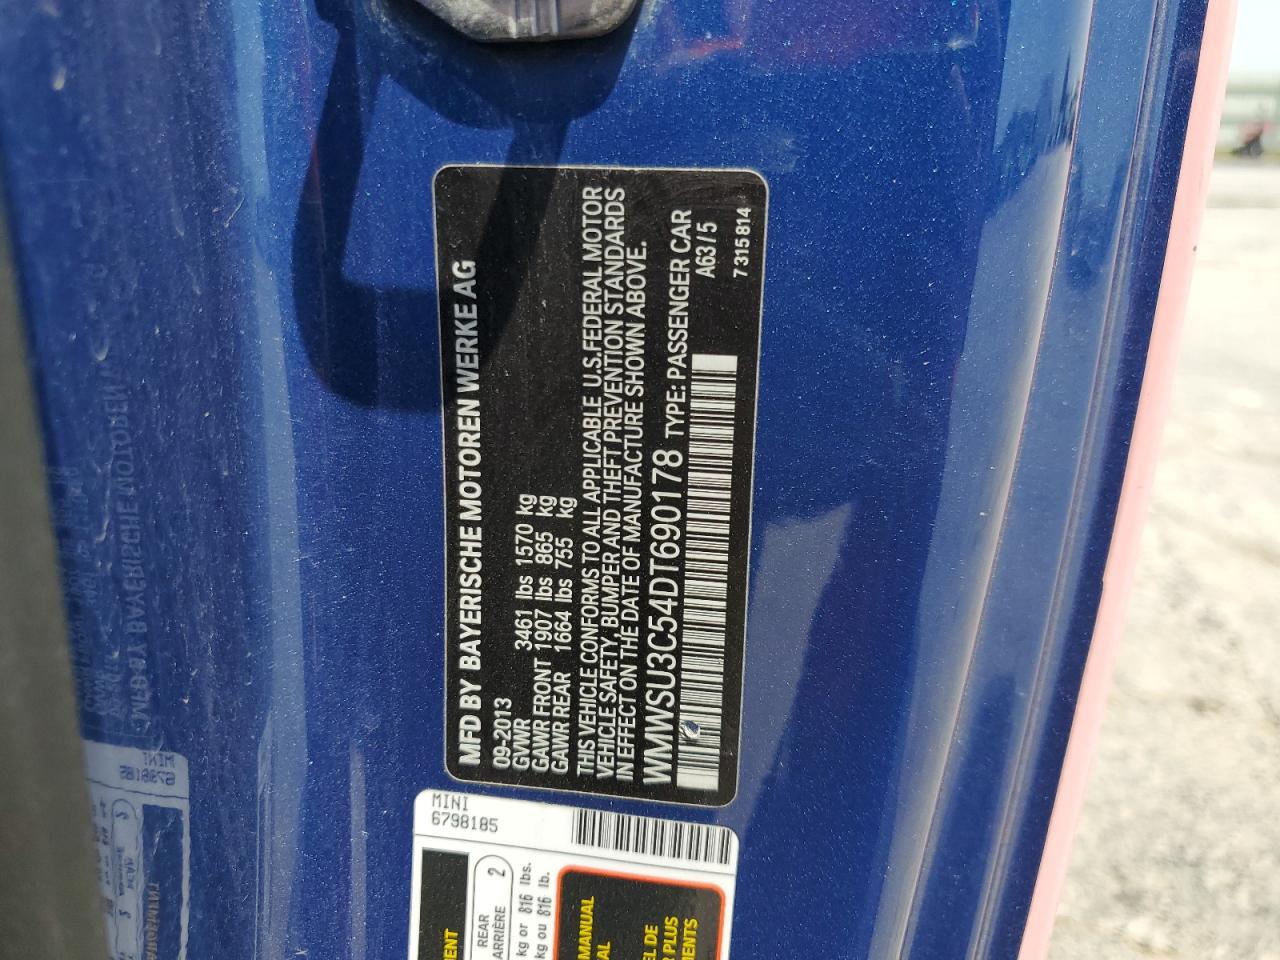 MFD BY BAYERISCHE MOTOREN WERKE AG
09-2013
GVWR 3461 lbs 1570 kg
GAWR FRONT 1907 lbs 865 kg
GAWR REAR 1664 lbs 755 kg
THIS VEHICLE CONFORMS TO ALL APPLICABLE U.S.FEDERAL MOTOR
VEHICLE SAFETY, BUMPER AND THEFT PREVENTION STANDARDS
IN EFFECT ON THE DATE OF MANUFACTURE SHOWN ABOVE.
WMWSU3C54DT690178 TYPE: PASSENGER CAR
A63/5
7 315 814
MINI
6798185
REAR
ARRIÈRE
2
kg or 816 lbs.
kg ou 816 lb.
MANUAL
PLUS